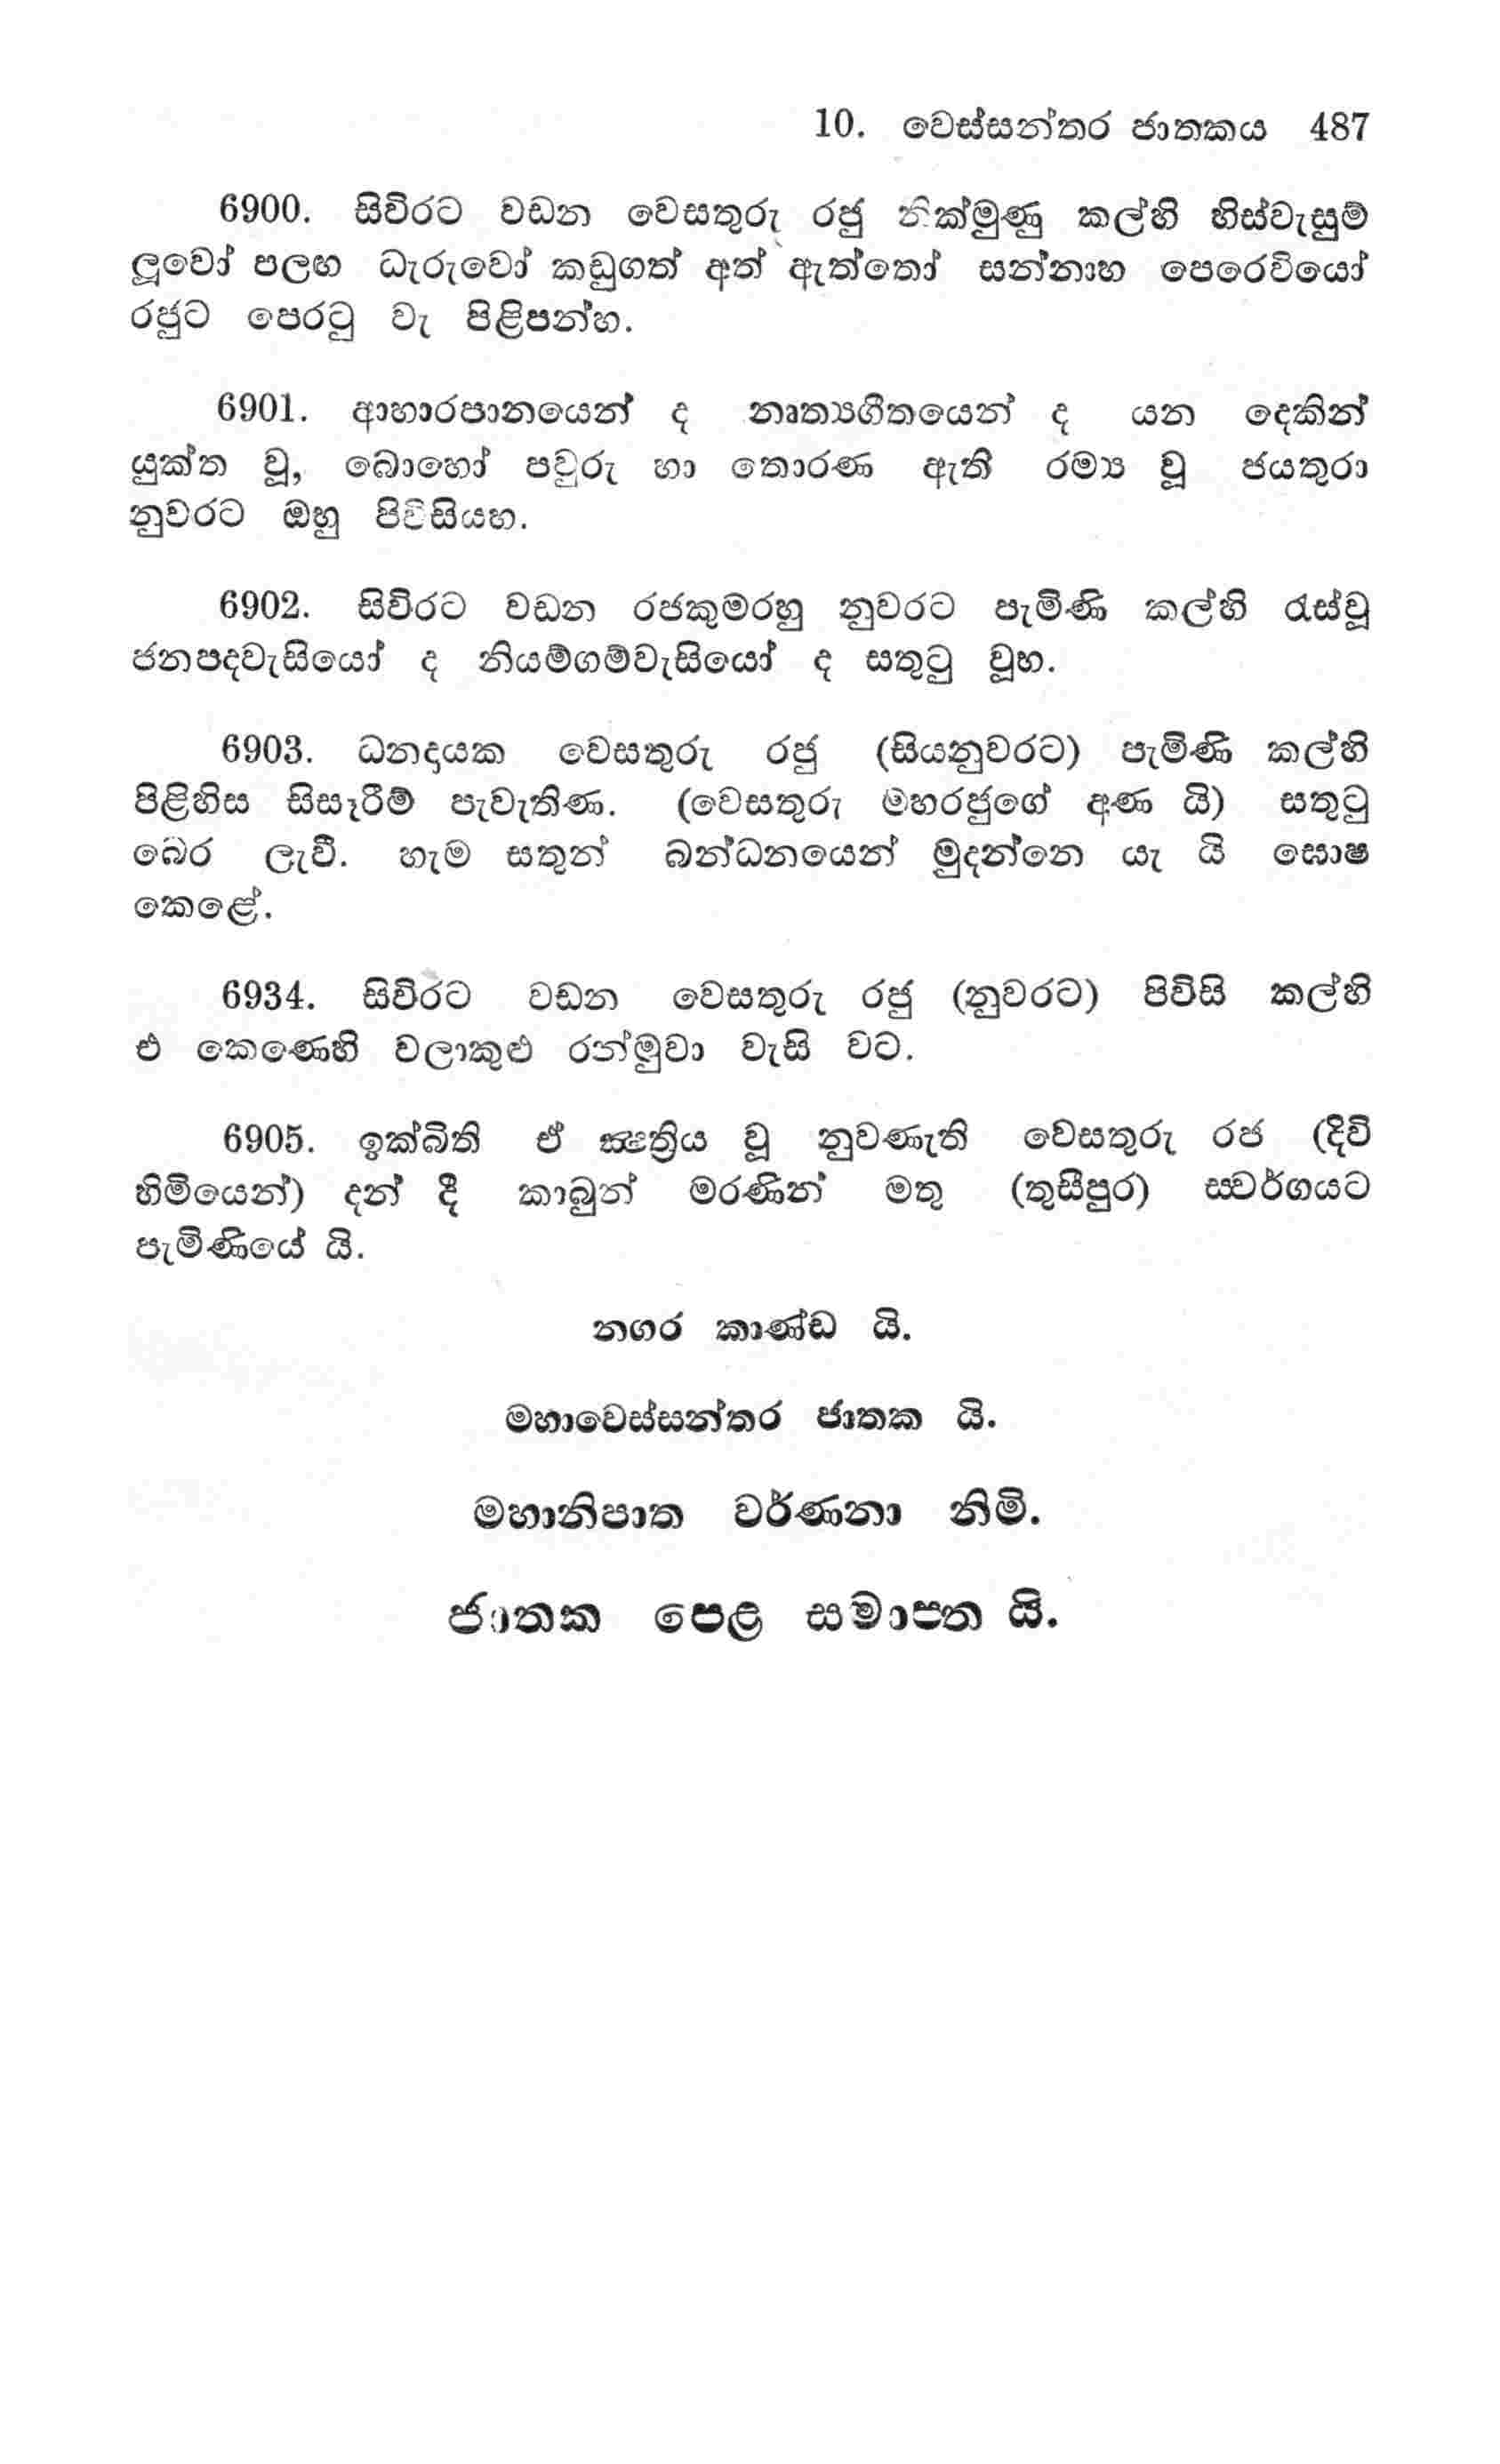 10. වෙස්සන්තර ජාතකය 487
6900. සිවිරට වඩන වෙසතුරු රජු නික්මුණු කල්හි හිස්වැසුම්
ලූවෝ පලඟ ධැරුවෝ කඩුගත් අත් ඇත්තෝ සන්නාහ පෙරෙවියෝ
රජුට පෙරටු වැ පිළිපන්හ.
6901. ආහාරපානයෙන් ද නෘත්‍යගීතයෙන් ද යන දෙකින්
යුක්ත වූ, බොහෝ පවුරු හා තොරණ ඇති රම්‍ය වූ ජයතුරා
නුවරට ඔහු පිවිසියහ.
6902. සිවිරට වඩන රජකුමරහු නුවරට පැමිණි කල්හි රැස්වූ
ජනපදවැසියෝ ද නියම්ගම්වැසියෝ ද සතුටු වූහ.
6903. ධනදායක වෙසතුරු රජු (සියනුවරට) පැමිණි කල්හි
පිළිහිස සිසෑරීම් පැවැතිණ. (වෙසතුරු මහරජුගේ අණ යි) සතුටු
බෙර ලැවී. හැම සතුන් බන්ධනයෙන් මුදන්නෙ යැ යි ඝොෂ
කෙළේ.
6934. සිවිරට වඩන වෙසතුරු රජු (නුවරට) පිවිසි කල්හි
එ කෙණෙහි වලාකුළු රන්මුවා වැසි වට.
6905. ඉක්බිති ඒ ක්‍ෂත්‍රිය වූ නුවණැති වෙසතුරු රජ (දිවි
හිමියෙන්) දන් දී කාබුන් මරණින් මතු (තුසීපුර) ස්වර්ගයට
පැමිණියේ යි.
නගර කාණ්ඩ යි.
මහාවෙස්සන්තර ජාතක යි.
මහානිපාත වර්ණනා නිමි.
ජාතක පෙළ සමාප්ත යි.